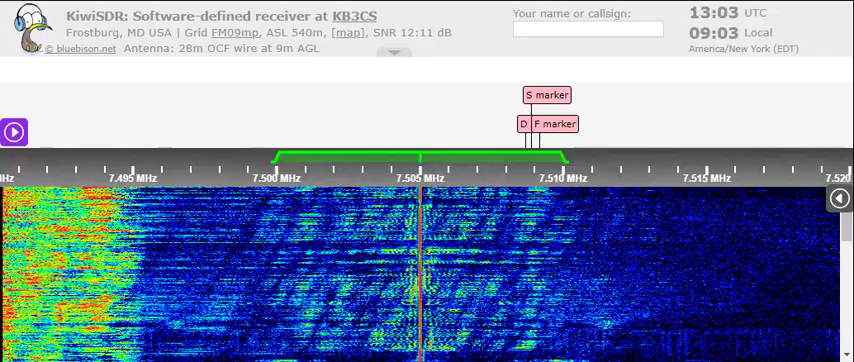 KiwiSDR: Software-defined receiver at KB3CS
Frostburg, MD USA | Grid FM09mp, ASL 540m, [map], SNR 12:11 dB
© bluebison.net Antenna: 28m OCF wire at 9m AGL
Your name or callsign:
13:03 UTC
09:03 Local
America/New York (EDT)
S marker
D F marker
MHz 7.495 MHz 7.500 MHz 7.505 MHz 7.510 MHz 7.515 MHz 7.520